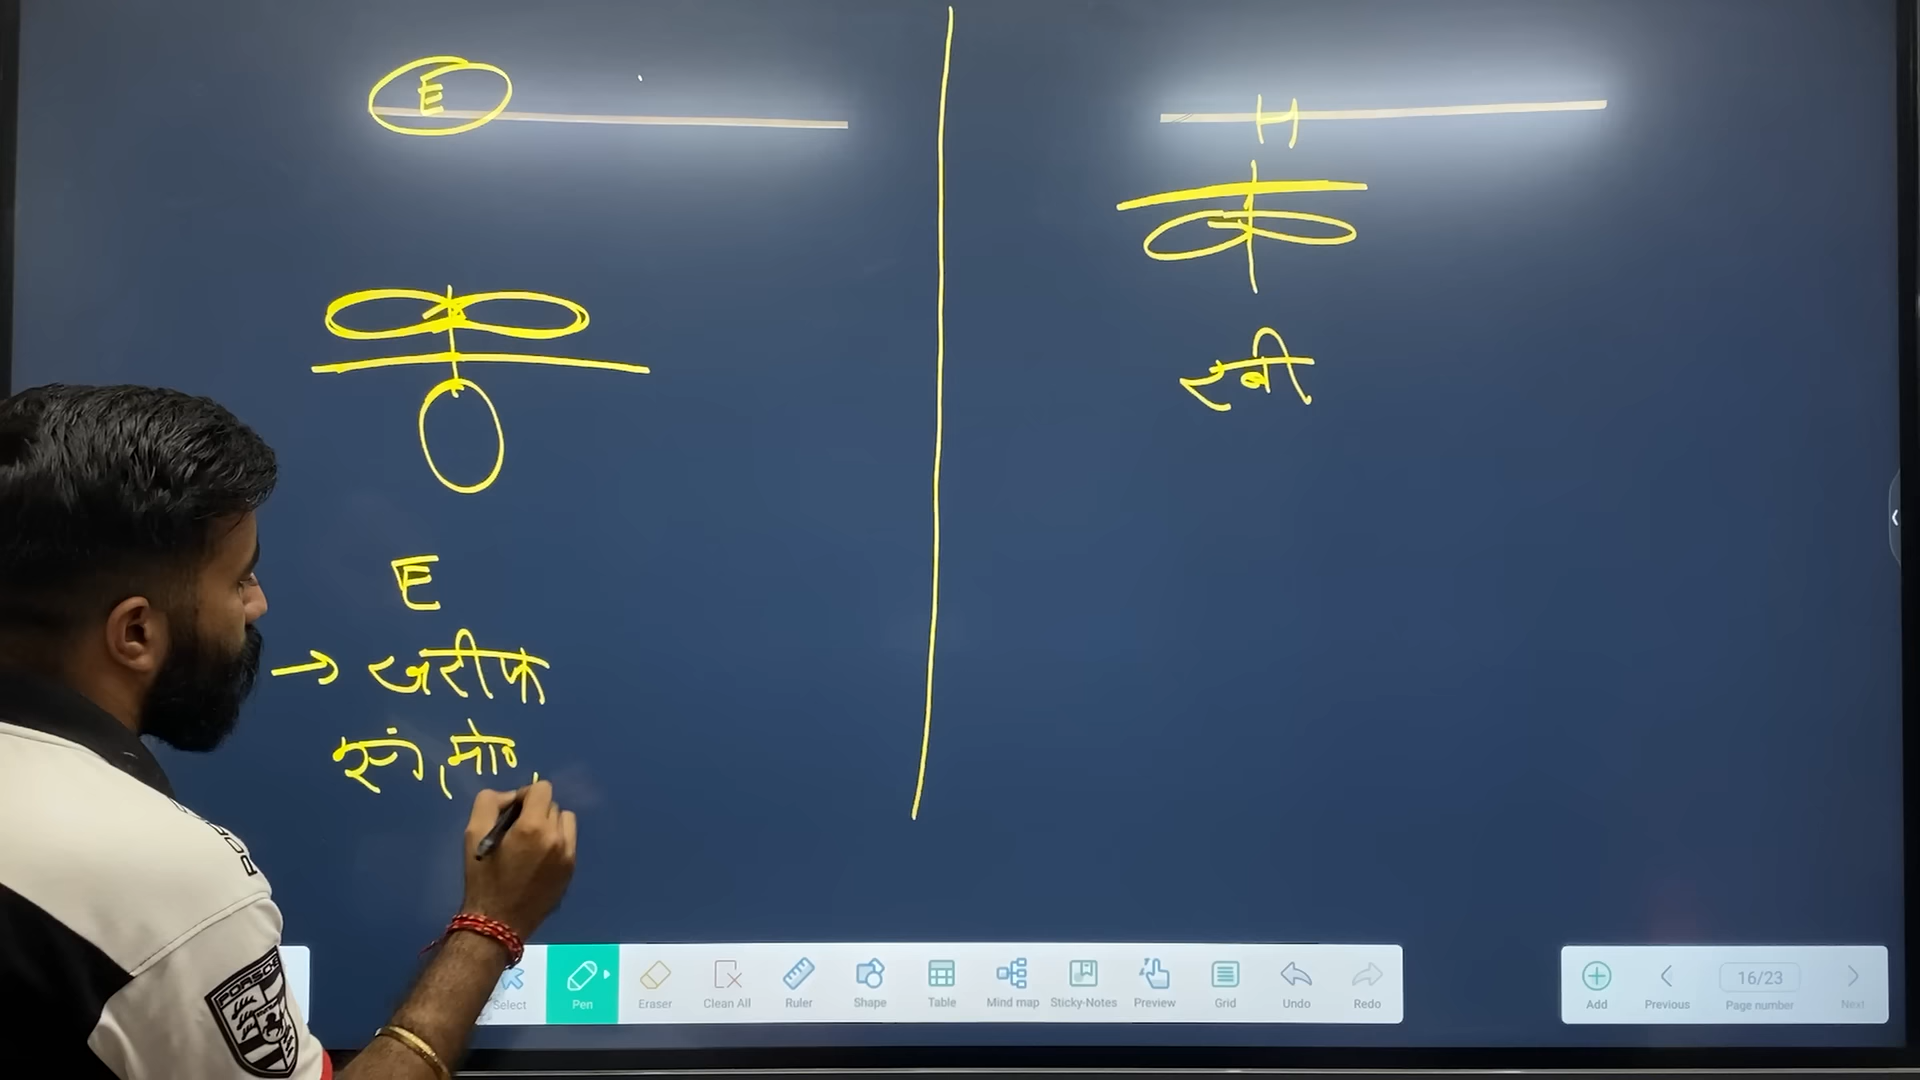 E
H
रबी
E
→ खरीफ
मोठ
PORSCHE
Select
Pen
Eraser
Clean All
Ruler
Shape
Table
Mind map
Sticky-Notes
Preview
Grid
Undo
Redo
Add
Previous
16/23
Page number
Next